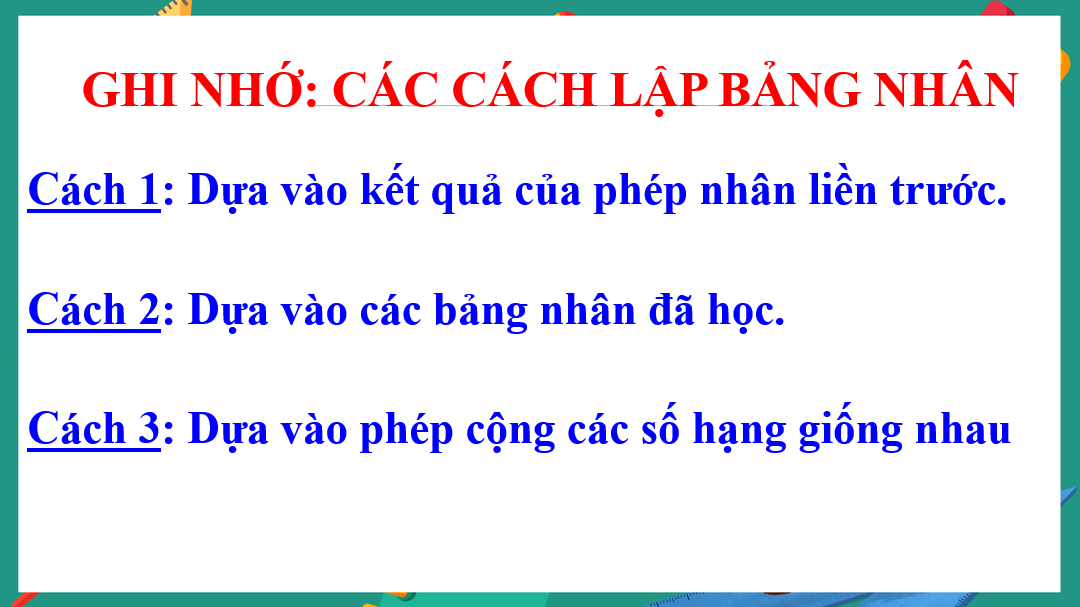 GHI NHỚ: CÁC CÁCH LẬP BẢNG NHÂN
Cách 1: Dựa vào kết quả của phép nhân liền trước.
Cách 2: Dựa vào các bảng nhân đã học.
Cách 3: Dựa vào phép cộng các số hạng giống nhau